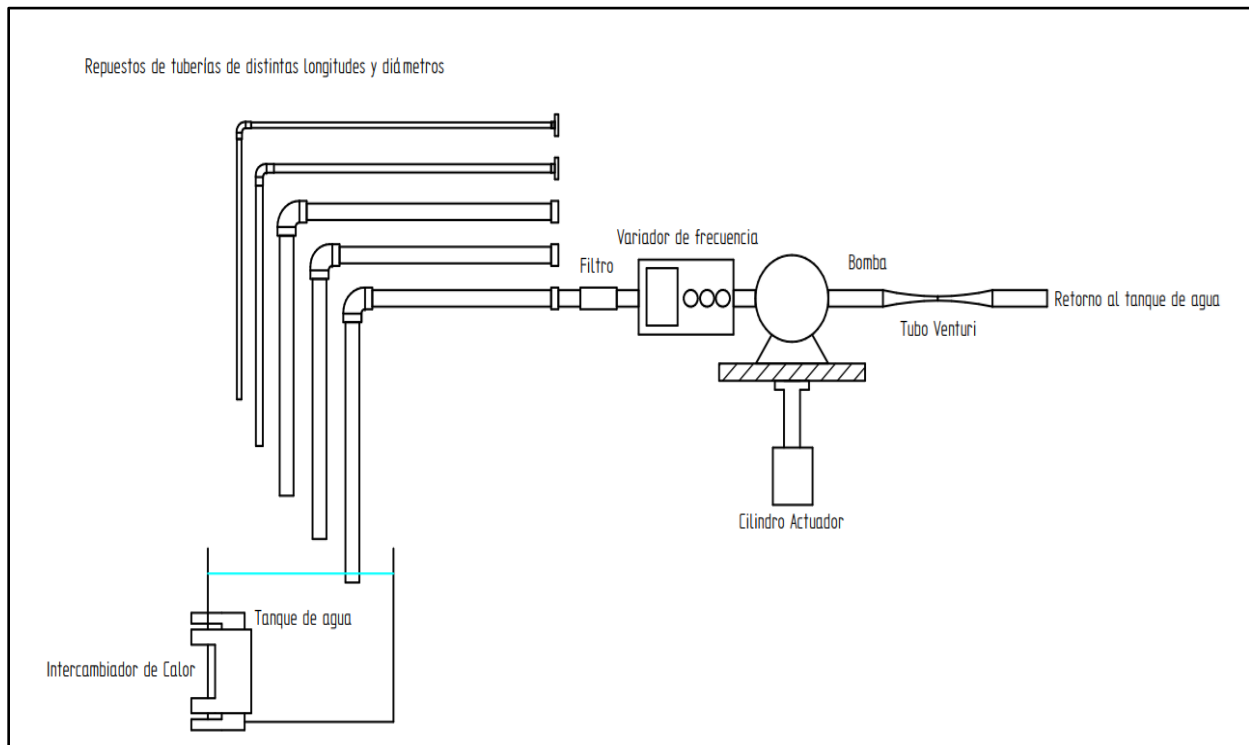 Repuestos de tuberías de distintas longitudes y diámetros
Variador de frecuencia
Filtro
Bomba
Retorno al tanque de agua
Tubo Venturi
Cilindro Actuador
Tanque de agua
Intercambiador de Calor